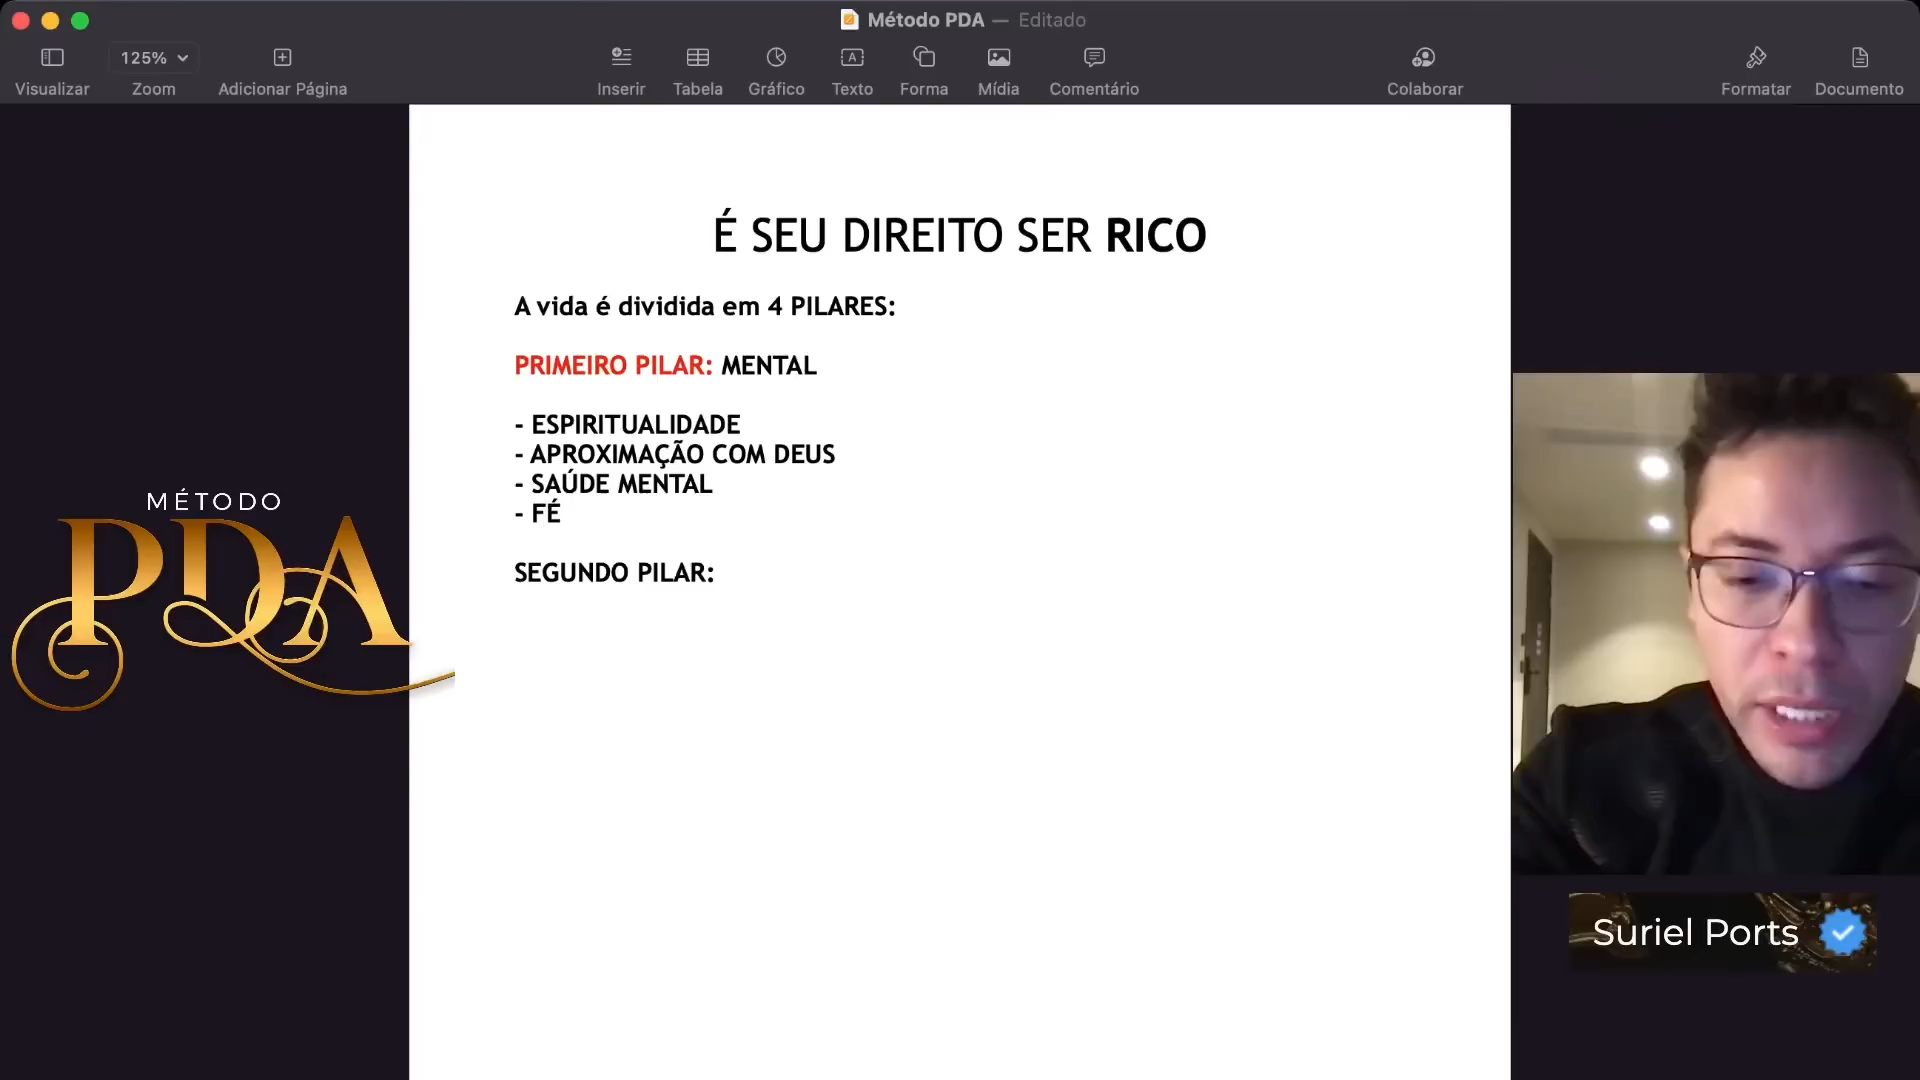 Método PDA — Editado
125%
Visualizar
Zoom
Adicionar Página
Inserir
Tabela
Gráfico
Texto
Forma
Mídia
Comentário
Colaborar
Formatar
Documento
É SEU DIREITO SER RICO
A vida é dividida em 4 PILARES:
PRIMEIRO PILAR: MENTAL
- ESPIRITUALIDADE
- APROXIMAÇÃO COM DEUS
- SAÚDE MENTAL
- FÉ
SEGUNDO PILAR:
MÉTODO
PDA
Suriel Ports